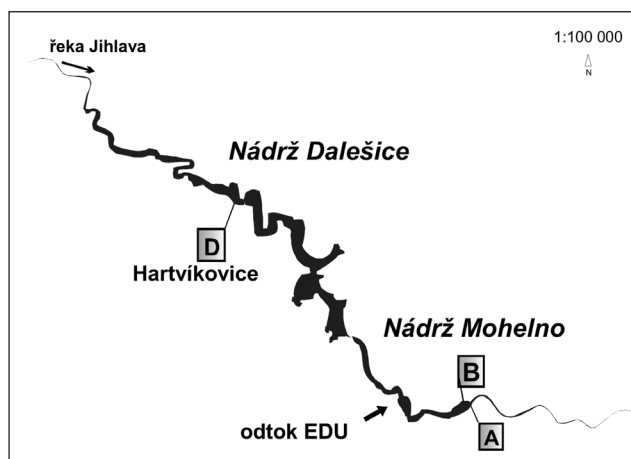 řeka Jihlava
1:100 000
N
Nádrž Dalešice
D
Hartvíkovice
Nádrž Mohelno
B
odtok EDU
A